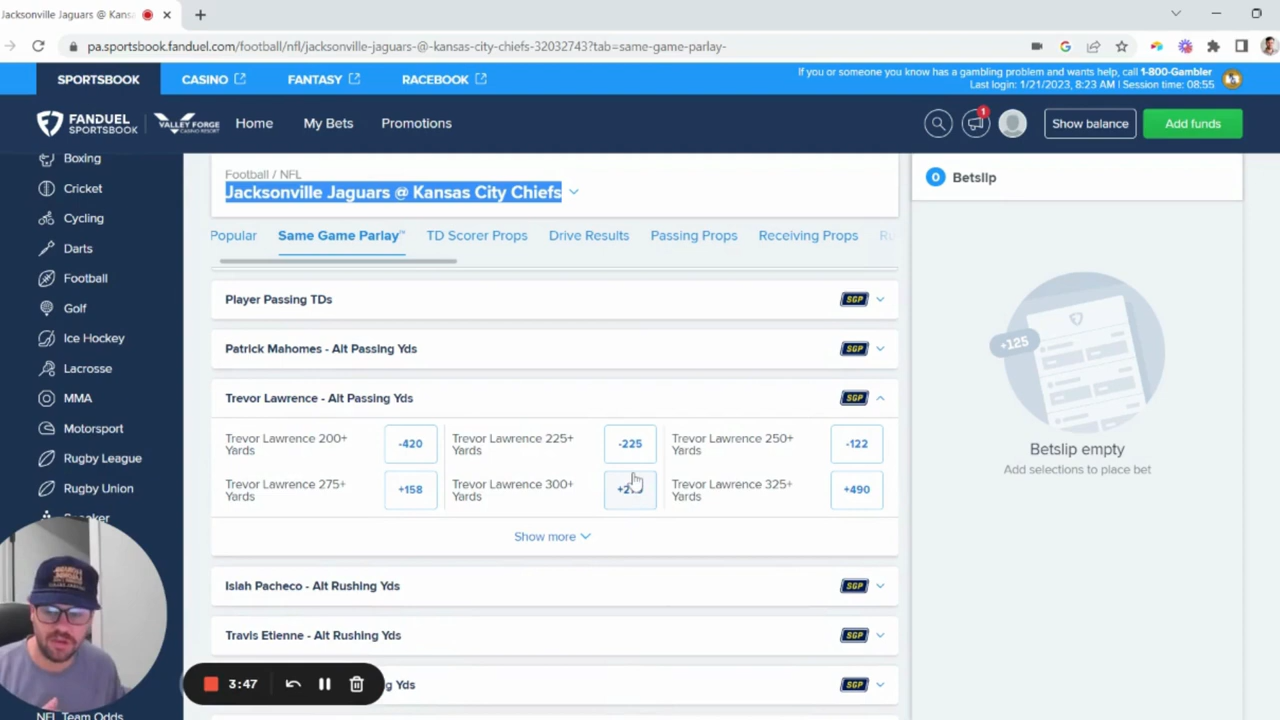 Jacksonville Jaguars @ Kansa
pa.sportsbook.fanduel.com/football/nfl/jacksonville-jaguars-@-kansas-city-chiefs-32032743?tab=same-game-parlay-
SPORTSBOOK CASINO FANTASY RACEBOOK
If you or someone you know has a gambling problem and wants help, call 1-800-Gambler
Last login: 1/21/2023, 8:23 AM | Session time: 08:55
FANDUEL SPORTSBOOK VALLEY FORGE CASINO RESORT Home My Bets Promotions 1 Show balance Add funds
Boxing
Cricket
Cycling
Darts
Football
Golf
Ice Hockey
Lacrosse
MMA
Motorsport
Rugby League
Rugby Union
Snooker
NFL Team Odds
Football / NFL
Jacksonville Jaguars @ Kansas City Chiefs
Popular Same Game Parlay™ TD Scorer Props Drive Results Passing Props Receiving Props Ru
Player Passing TDs SGP
Patrick Mahomes - Alt Passing Yds SGP
Trevor Lawrence - Alt Passing Yds SGP
Trevor Lawrence 200+ Yards -420
Trevor Lawrence 225+ Yards -225
Trevor Lawrence 250+ Yards -122
Trevor Lawrence 275+ Yards +158
Trevor Lawrence 300+ Yards
Trevor Lawrence 325+ Yards +490
Show more
Isiah Pacheco - Alt Rushing Yds SGP
Travis Etienne - Alt Rushing Yds SGP
g Yds SGP
3:47
0 Betslip
+125
Betslip empty
Add selections to place bet